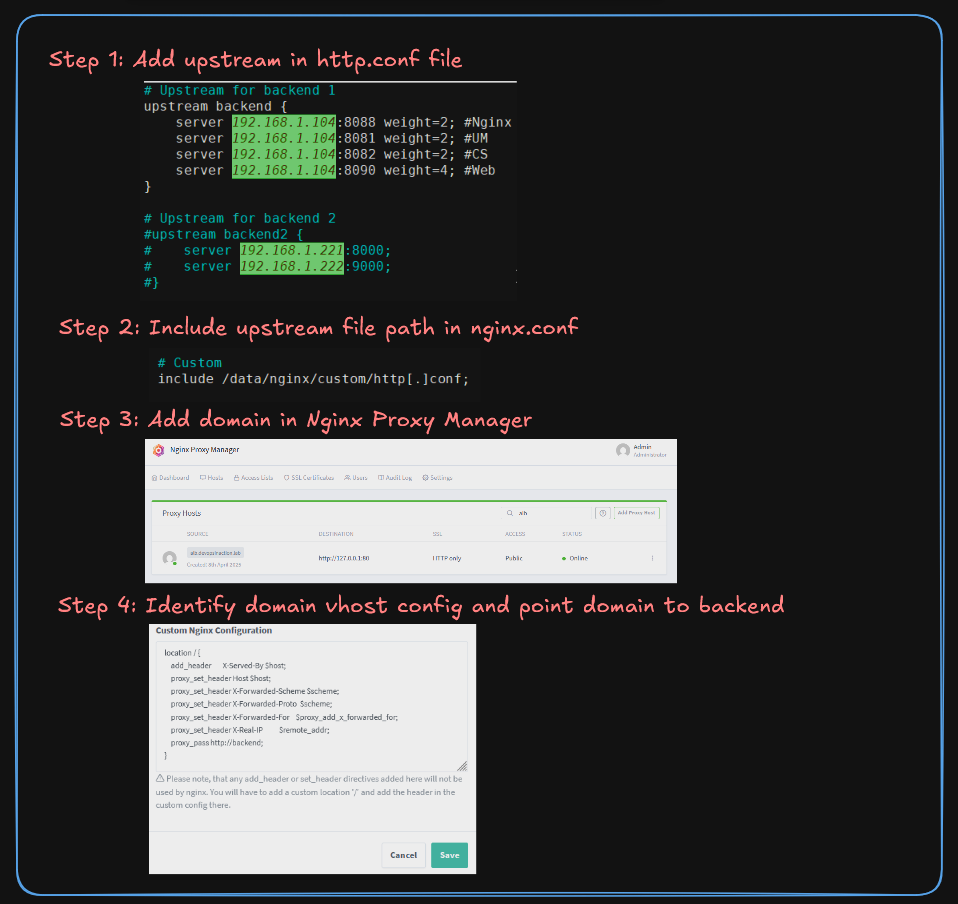 Step 1: Add upstream in http.conf file
# Upstream for backend 1
upstream backend {
server 192.168.1.104:8088 weight=2; #Nginx
server 192.168.1.104:8081 weight=2; #UM
server 192.168.1.104:8082 weight=2; #CS
server 192.168.1.104:8090 weight=4; #Web
}
# Upstream for backend 2
#upstream backend2 {
# server 192.168.1.221:8000;
# server 192.168.1.222:9000;
#}
Step 2: Include upstream file path in nginx.conf
# Custom
include /data/nginx/custom/http[.]conf;
Step 3: Add domain in Nginx Proxy Manager
Nginx Proxy Manager
Admin
Administrator
Dashboard Hosts Access Lists SSL Certificates Users Audit Log Settings
Proxy Hosts alb Add Proxy Host
SOURCE DESTINATION SSL ACCESS STATUS
http://127.0.0.1:80 HTTP only Public Online
Created: 8th April 2025
Step 4: Identify domain vhost config and point domain to backend
Custom Nginx Configuration
location / {
add_header X-Served-By $host;
proxy_set_header Host $host;
proxy_set_header X-Forwarded-Scheme $scheme;
proxy_set_header X-Forwarded-Proto $scheme;
proxy_set_header X-Forwarded-For $proxy_add_x_forwarded_for;
proxy_set_header X-Real-IP $remote_addr;
proxy_pass http://backend;
}
Please note, that any add_header or set_header directives added here will not be
used by nginx. You will have to add a custom location '/' and add the header in the
custom config there.
Cancel Save